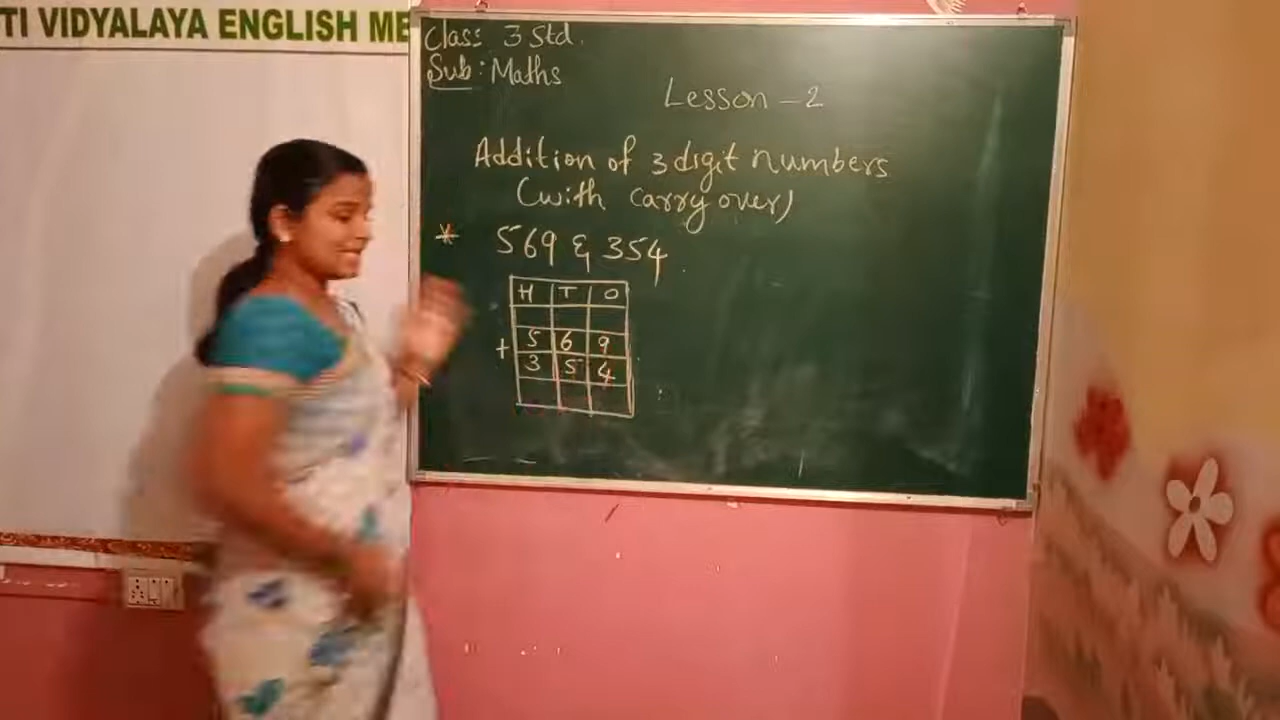 TI VIDYALAYA ENGLISH ME
Class: 3 Std.
Sub: Maths
Lesson - 2
Addition of 3 digit numbers
(with carry over)
* 569 & 354
H T O
+ 5 6 9
3 5 4